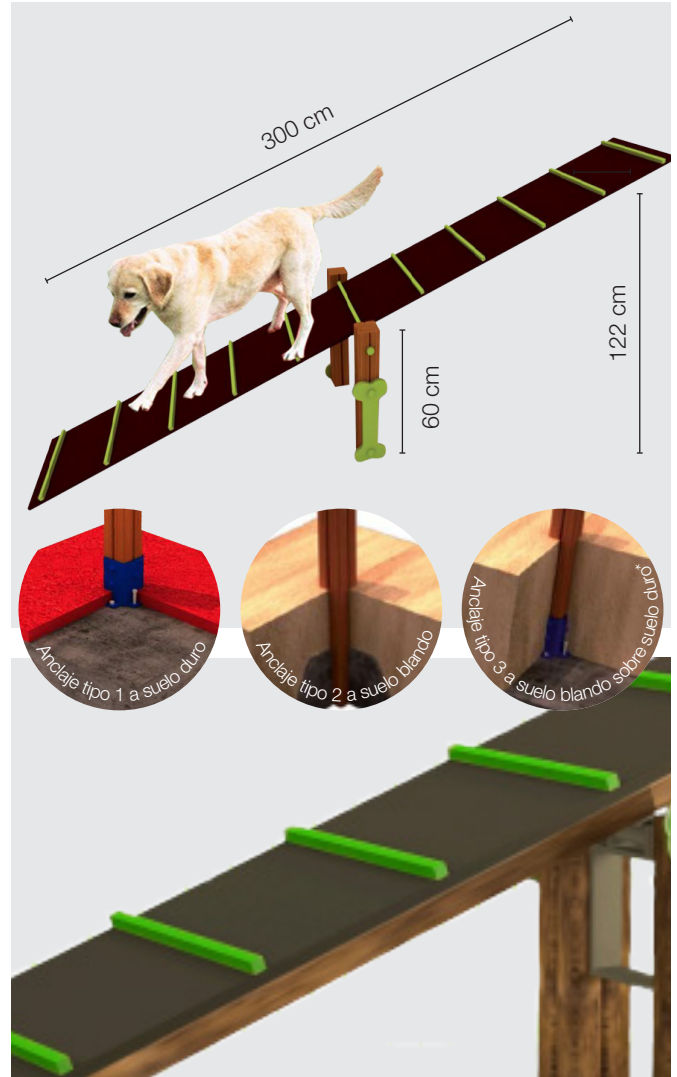 300 cm
122 cm
60 cm
Anclaje tipo 1 a suelo duro
Anclaje tipo 2 a suelo blando
Anclaje tipo 3 a suelo blando sobre suelo duro*